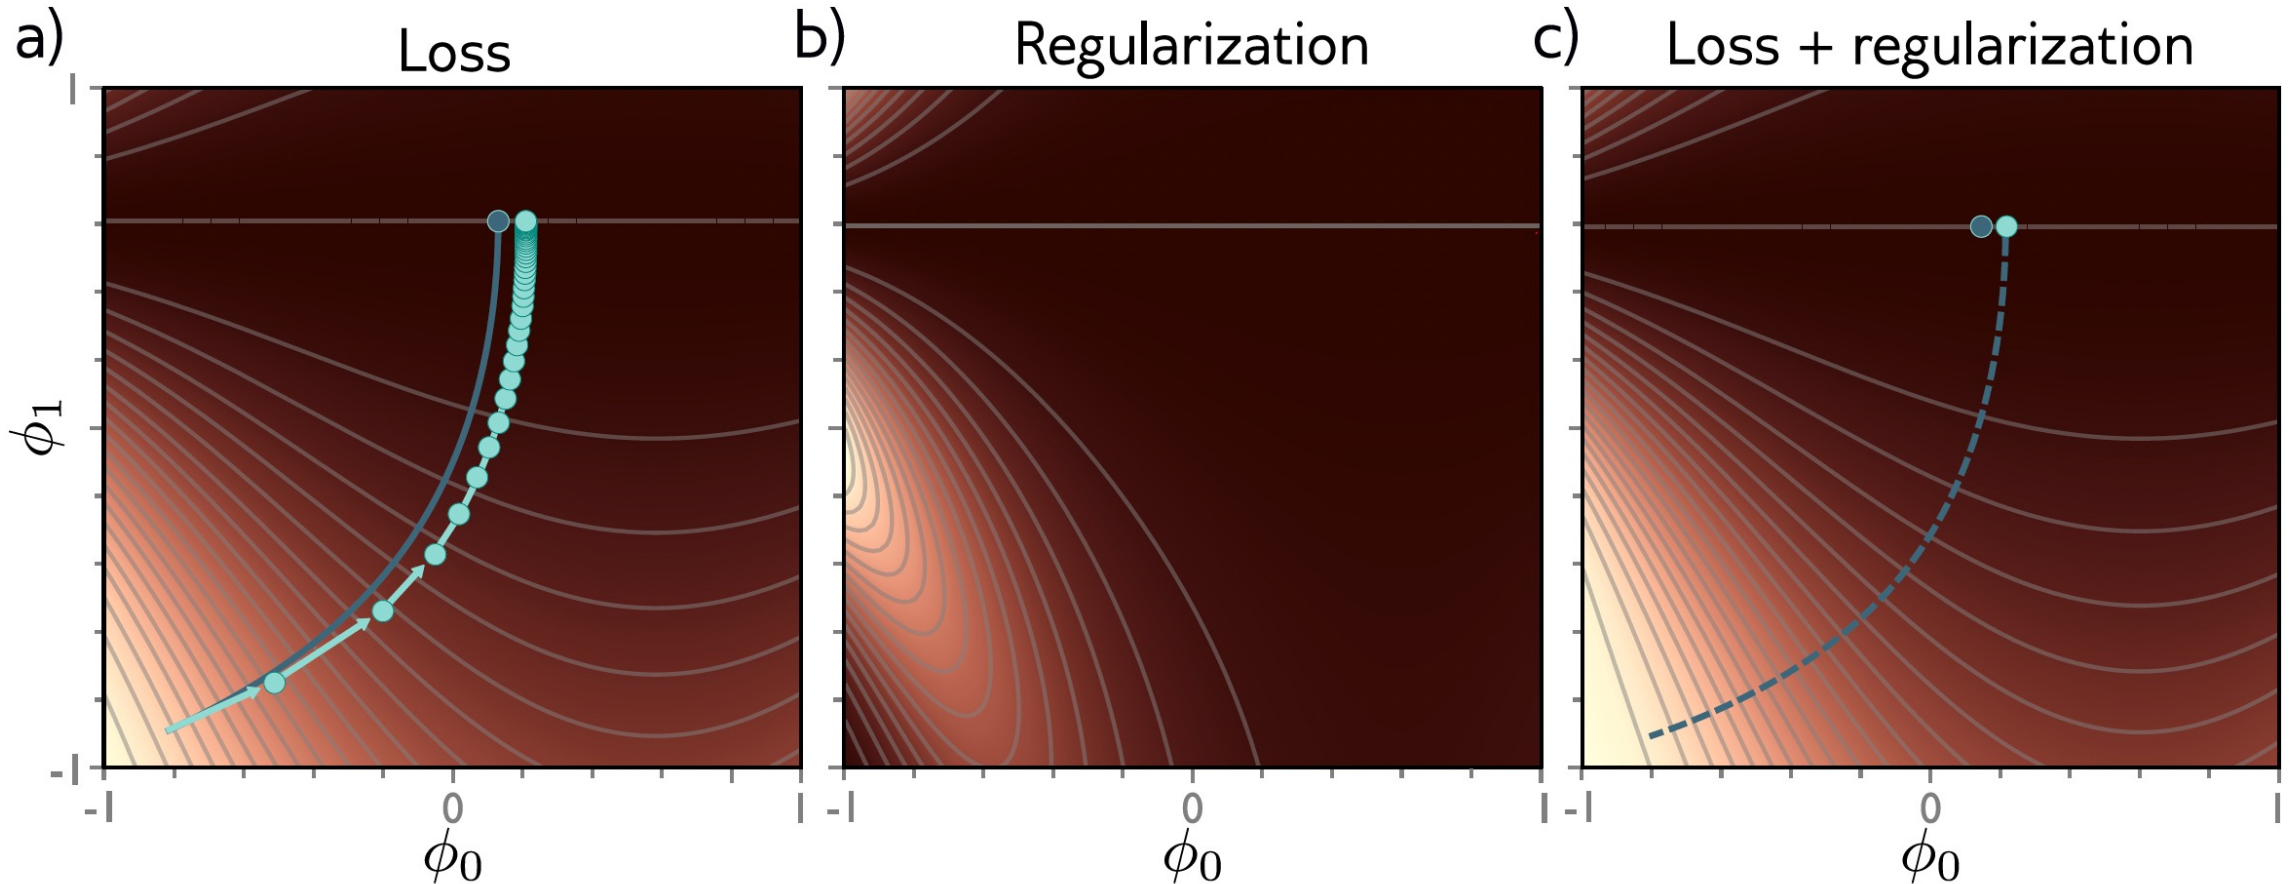 a) Loss
b) Regularization
c) Loss + regularization
1
ϕ₁
-1
-1 0 1
ϕ₀
-1 0 1
ϕ₀
-1 0 1
ϕ₀